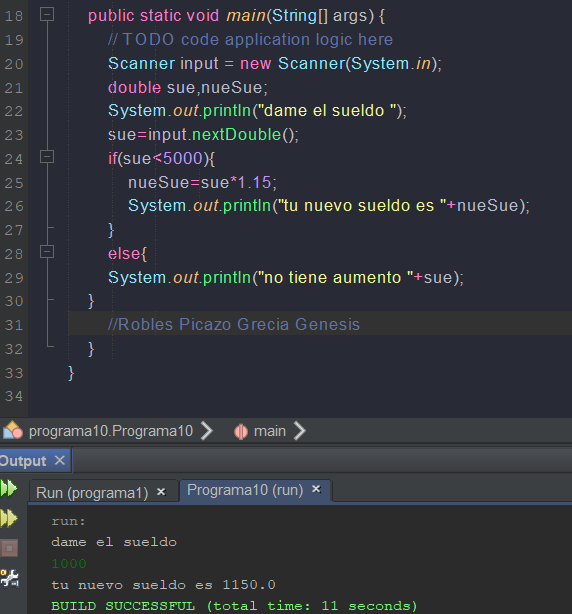 18 public static void main(String[] args) {
19 // TODO code application logic here
20 Scanner input = new Scanner(System.in);
21 double sue,nueSue;
22 System.out.println("dame el sueldo ");
23 sue=input.nextDouble();
24 if(sue<5000){
25 nueSue=sue*1.15;
26 System.out.println("tu nuevo sueldo es "+nueSue);
27 }
28 else{
29 System.out.println("no tiene aumento "+sue);
30 }
31 //Robles Picazo Grecia Genesis
32 }
33 }
34
programa10.Programa10 main
Output ×
Run (programa1) × Programa10 (run) ×
run:
dame el sueldo
1000
tu nuevo sueldo es 1150.0
BUILD SUCCESSFUL (total time: 11 seconds)